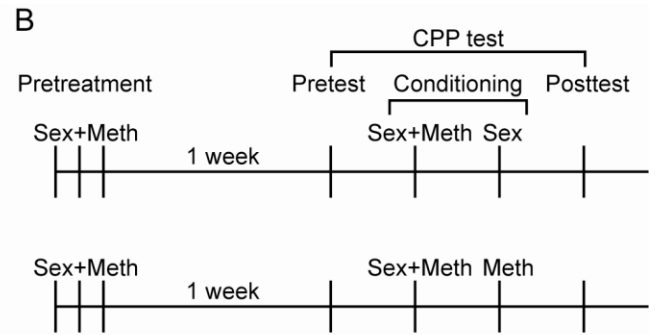 B
CPP test
Pretreatment Pretest Conditioning Posttest
Sex+Meth Sex+Meth Sex
1 week
Sex+Meth Sex+Meth Meth
1 week